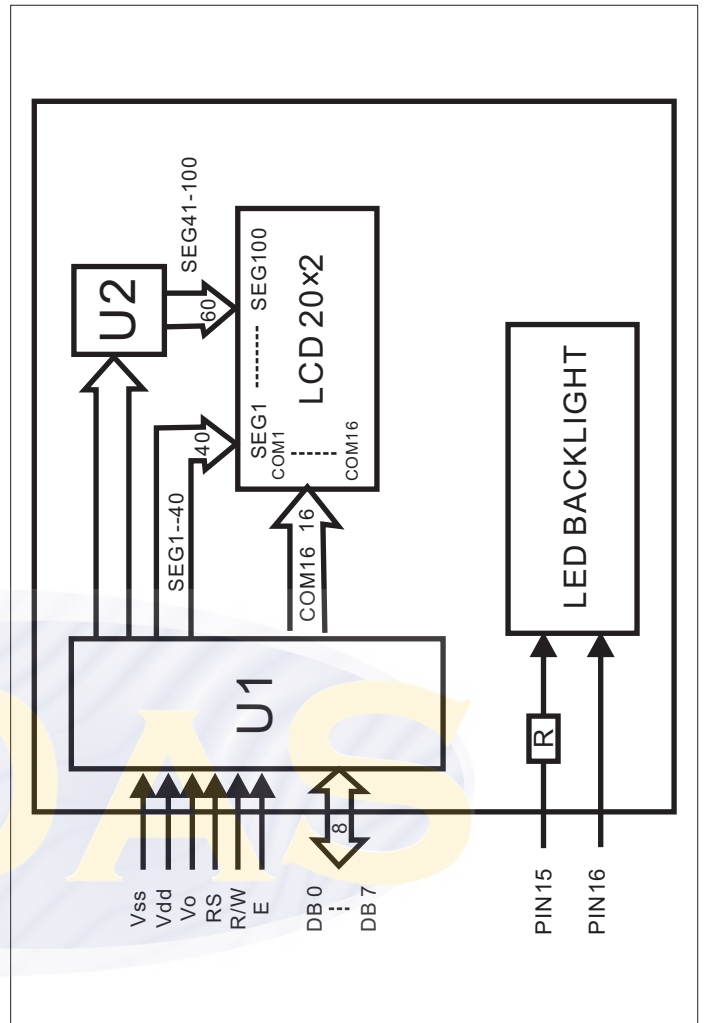 Vss
Vdd
Vo
RS
R/W
E
DB 0
DB 7
8
U1
SEG1--40
40
COM16 16
U2
SEG41-100
60
SEG1 SEG100
COM1
COM16
LCD 20×2
PIN15
PIN16
R
LED BACKLIGHT